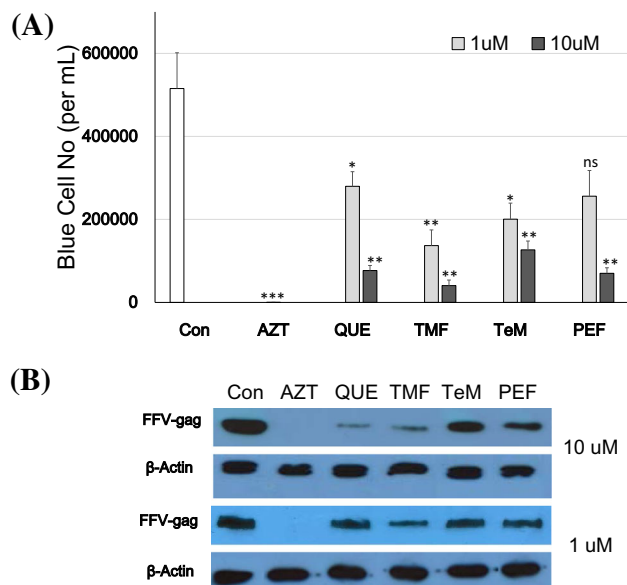 (A)
600000
400000
200000
0
Blue Cell No (per mL)
1uM 10uM
*** * ** ** ** * ** ns **
Con AZT QUE TMF TeM PEF
(B)
Con AZT QUE TMF TeM PEF
FFV-gag
10 uM
β-Actin
FFV-gag
1 uM
β-Actin